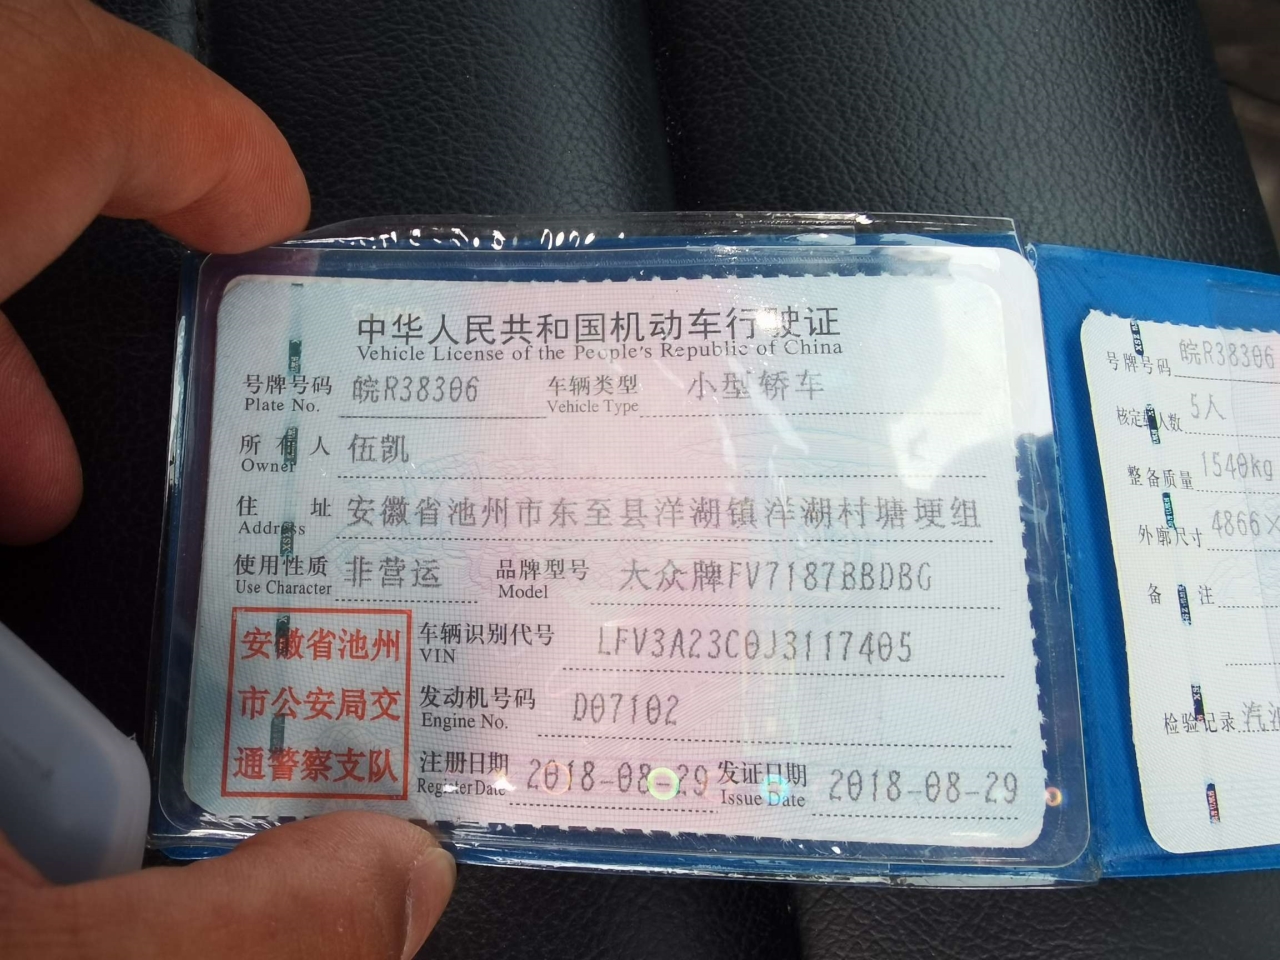 中华人民共和国机动车行驶证
Vehicle License of the People's Republic of China
号牌号码 皖R38306 车辆类型 小型轿车
Plate No. Vehicle Type
所有人 伍凯
Owner
住址 安徽省池州市东至县洋湖镇洋湖村塘埂组
Address
使用性质 非营运 品牌型号 大众牌FV7187BBDBG
Use Character Model
车辆识别代号 LFV3A23C0J3117405
VIN
发动机号码 D07102
Engine No.
注册日期 2018-08-29 发证日期 2018-08-29
Register Date Issue Date
安徽省池州
市公安局交
通警察支队
号牌号码 皖R38306
核定载人数 5人
整备质量 1540kg
外廓尺寸 4866×
备注
检验记录 汽油